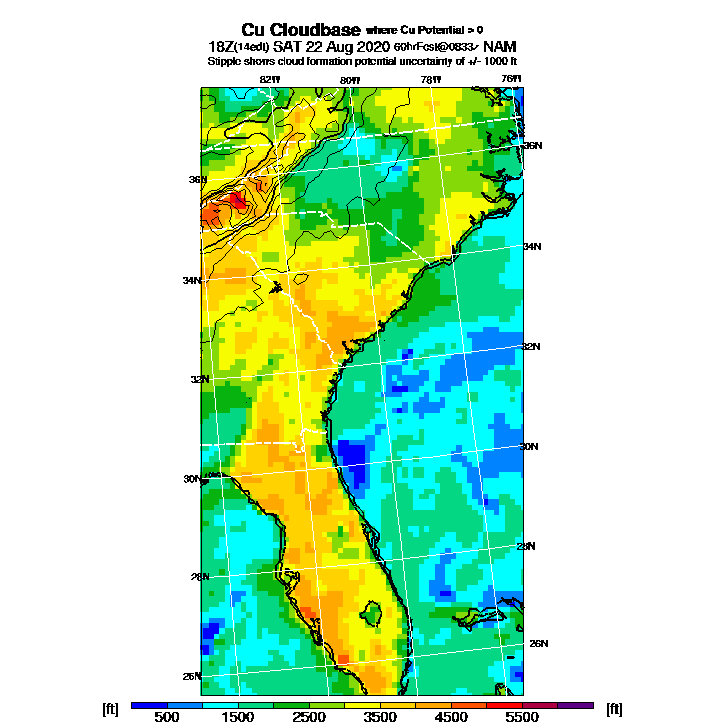 Cu Cloudbase where Cu Potential > 0
18Z(14edt) SAT 22 Aug 2020 69hrFcst@0833z NAM
Stipple shows cloud formation potential uncertainty of +/- 1000 ft
82W 80W 78W 76W
36N
36N
34N
34N
32N
32N
30N
30N
28N
28N
26N
26N
[ft] 500 1500 2500 3500 4500 5500 [ft]